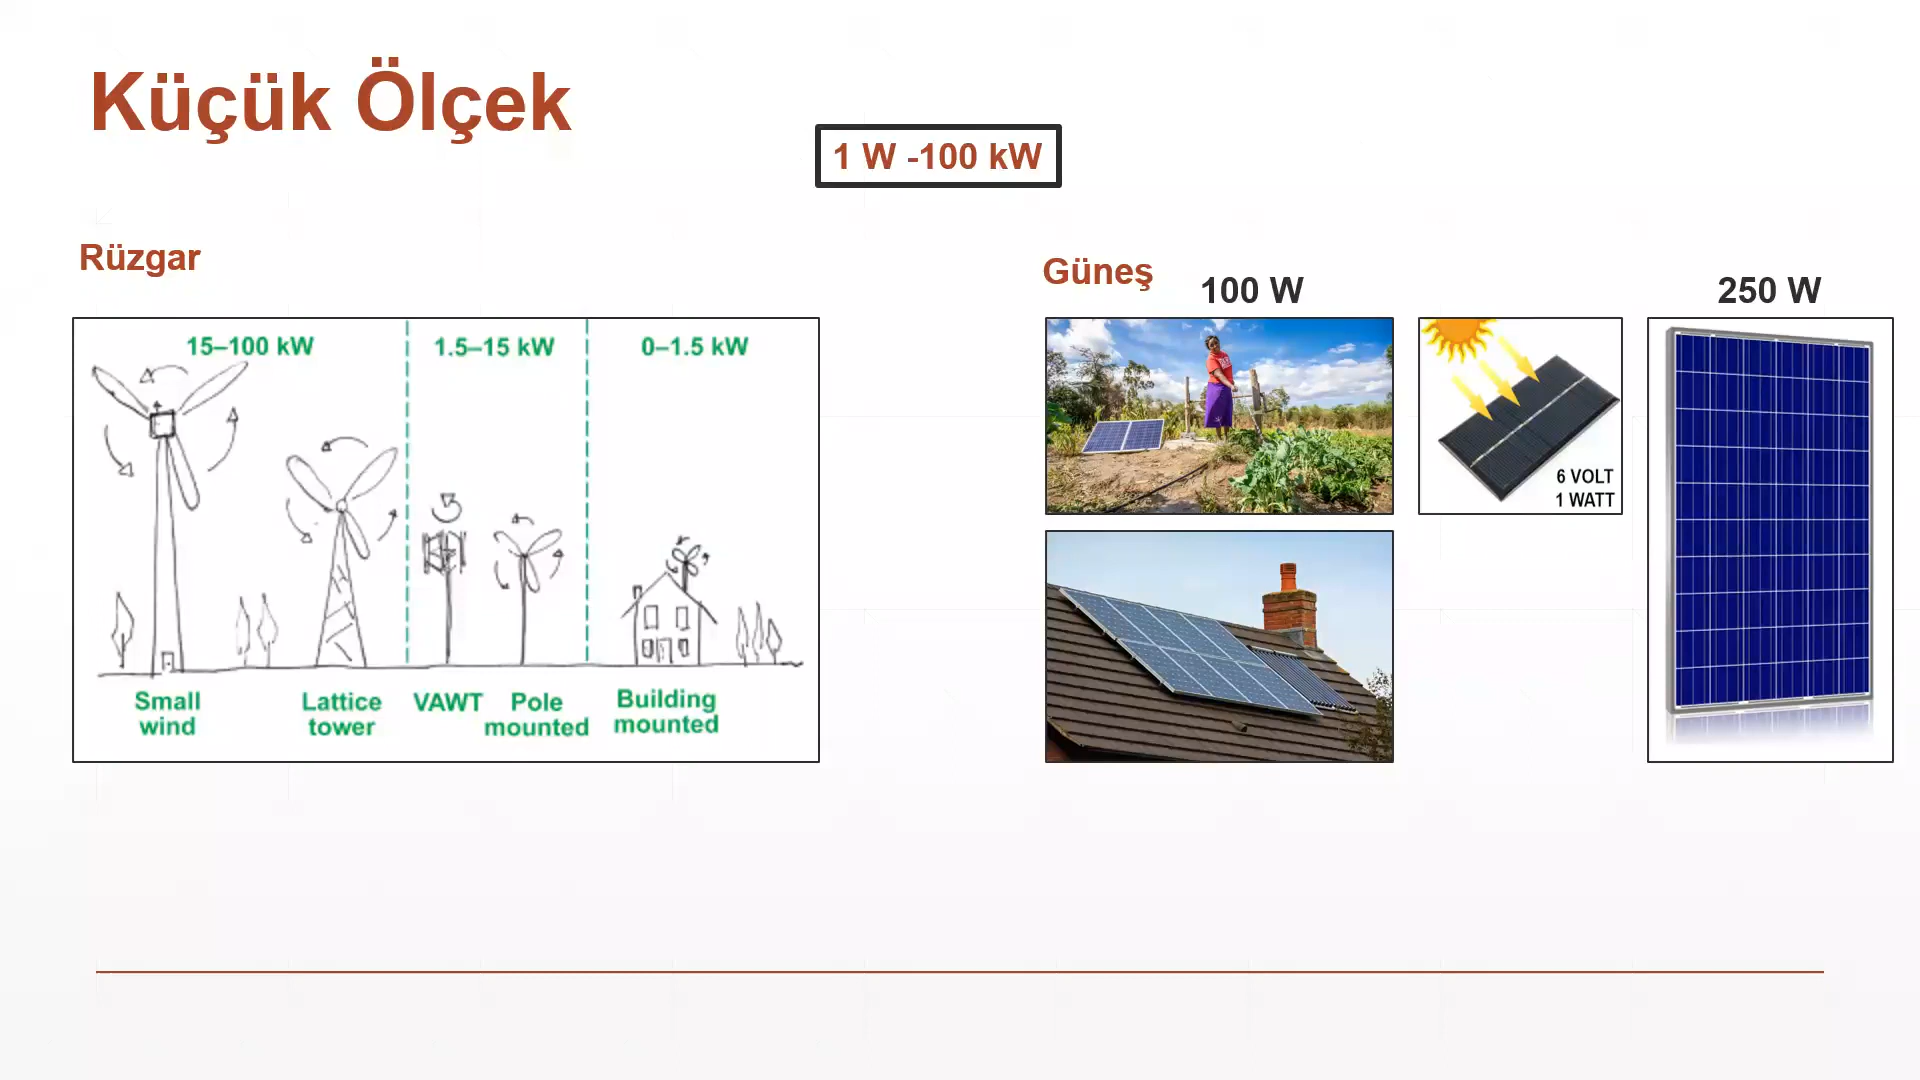 Küçük Ölçek
1 W -100 kW
Rüzgar
15–100 kW
1.5–15 kW
0–1.5 kW
Small
wind
Lattice
tower
VAWT
Pole
mounted
Building
mounted
Güneş
100 W
250 W
6 VOLT
1 WATT